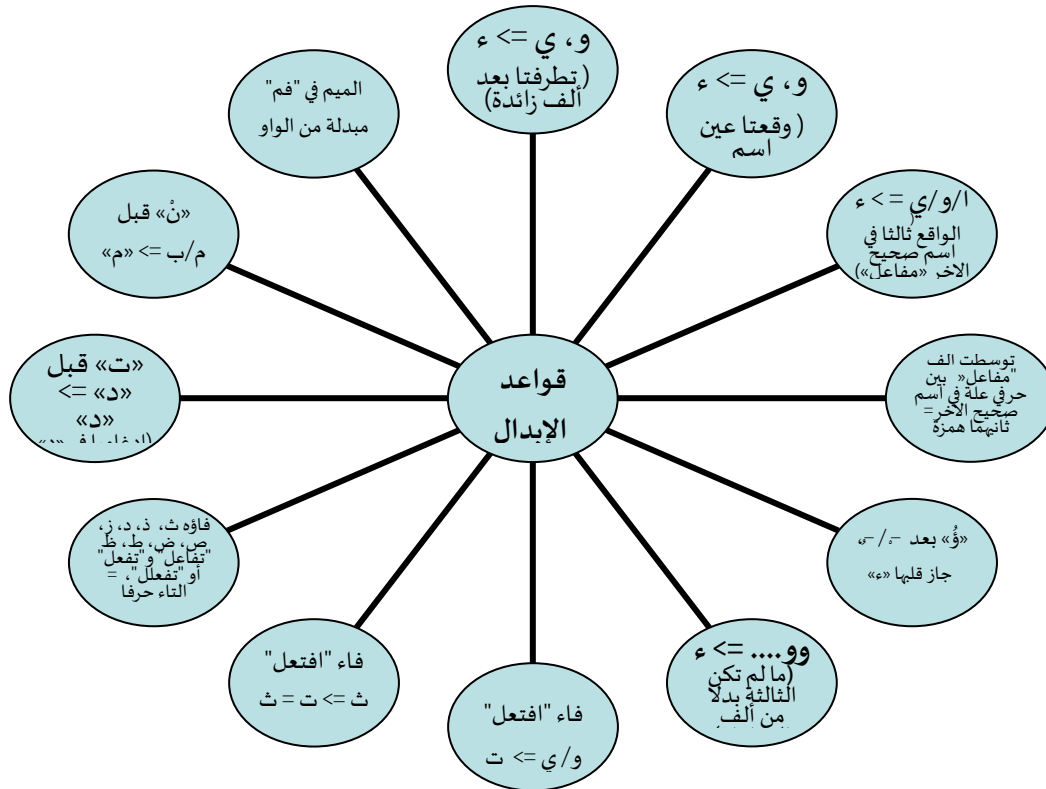 قواعد
الإبدال
و، ي => ء
( تطرفتا بعد
ألف زائدة)
و، ي => ء
( وقعتا عين
اسم
ا/و/ي => ء
(الواقع ثالثا في
اسم صحيح
الاخر «مفاعل»)
توسطت الف
"مفاعل« بين
حرفي علة في اسم
صحيح الاخر=
ثانيهما همزة
«ؤُ» بعد
جاز قلبها «ء»
وو.... => ء
(ما لم تكن
الثالثة بدلا
من ألف
فاء "افتعل"
و/ي => ت
فاء "افتعل"
ث => ت = ث
فاؤه ث، ذ، د، ز،
ص، ض، ط، ظ
"تفاعل" و"تفعل"
أو "تفعلل"، =
التاء حرفا
«ت» قبل
«د» =>
«د»
«نْ» قبل
م/ب => «م»
الميم في "فم"
مبدلة من الواو